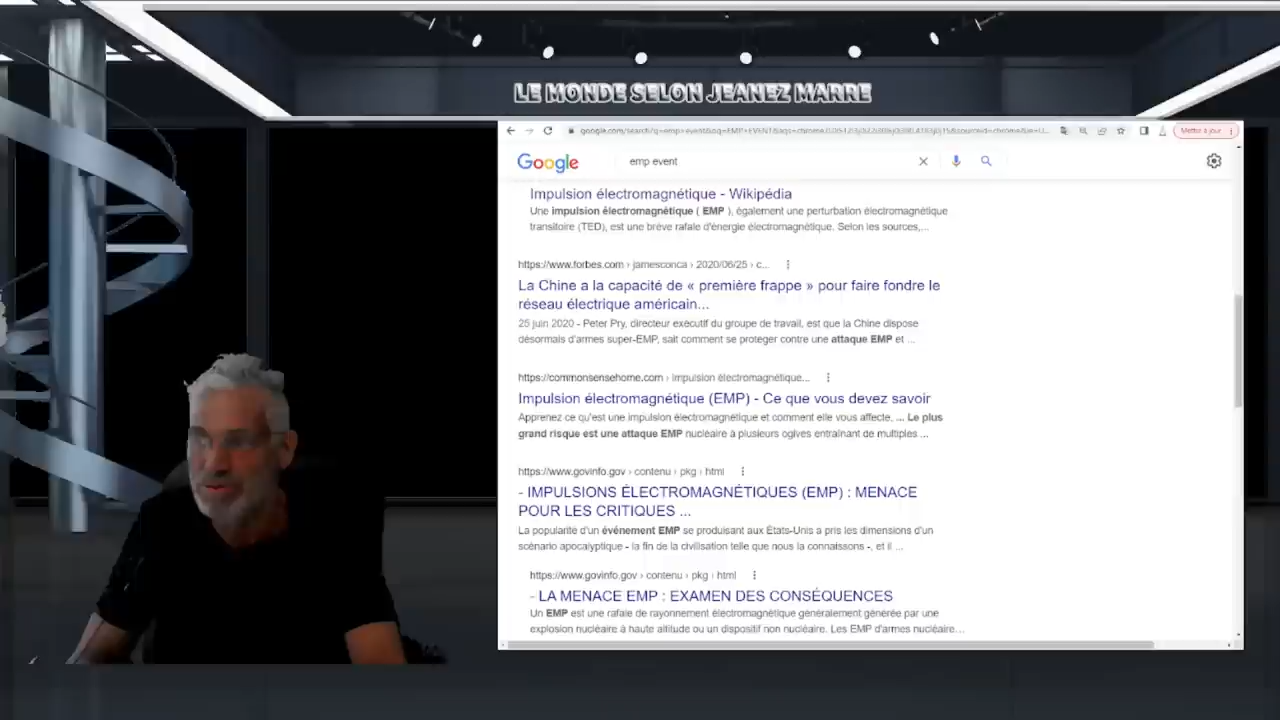 LE MONDE SELON JEANEZ MARRE
Mettre à jour
Google
emp event
Impulsion électromagnétique - Wikipédia
Une impulsion électromagnétique ( EMP ), également une perturbation électromagnétique
transitoire (TED), est une brève rafale d'énergie électromagnétique. Selon les sources,...
https://www.forbes.com › jamesconca › 2020/06/25 › c...
La Chine a la capacité de « première frappe » pour faire fondre le
réseau électrique américain...
25 juin 2020 - Peter Pry, directeur exécutif du groupe de travail, est que la Chine dispose
désormais d'armes super-EMP, sait comment se protéger contre une attaque EMP et ...
https://commonsensehome.com › impulsion électromagnétique...
Impulsion électromagnétique (EMP) - Ce que vous devez savoir
Apprenez ce qu'est une impulsion électromagnétique et comment elle vous affecte, ... Le plus
grand risque est une attaque EMP nucléaire à plusieurs ogives entraînant de multiples ...
https://www.govinfo.gov › contenu › pkg › html
- IMPULSIONS ÉLECTROMAGNÉTIQUES (EMP) : MENACE
POUR LES CRITIQUES ...
La popularité d'un événement EMP se produisant aux États-Unis a pris les dimensions d'un
scénario apocalyptique - la fin de la civilisation telle que nous la connaissons -, et il ...
https://www.govinfo.gov › contenu › pkg › html
- LA MENACE EMP : EXAMEN DES CONSÉQUENCES
Un EMP est une rafale de rayonnement électromagnétique généralement générée par une
explosion nucléaire à haute altitude ou un dispositif non nucléaire. Les EMP d'armes nucléaire...